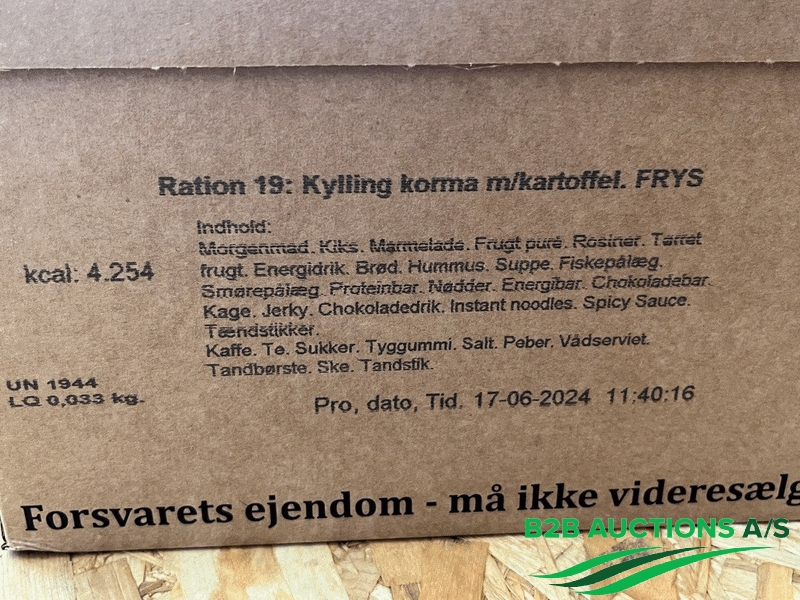 Ration 19: Kylling korma m/kartoffel. FRYS
Indhold:
Morgenmad. Kiks. Marmelade. Frugt puré. Rosiner. Tørret
kcal: 4.254
frugt. Energidrik. Brød. Hummus. Suppe. Fiskepålæg.
Smørepålæg. Proteinbar. Nødder. Energibar. Chokoladebar.
Kage. Jerky. Chokoladedrik. Instant noodles. Spicy Sauce.
Tændstikker.
Kaffe. Te. Sukker. Tyggummi. Salt. Peber. Vådserviet.
Tandbørste. Ske. Tandstik.
UN 1944
LQ 0,033 kg.
Pro, dato, Tid. 17-06-2024 11:40:16
Forsvarets ejendom - må ikke videresælg
B2B AUCTIONS A/S